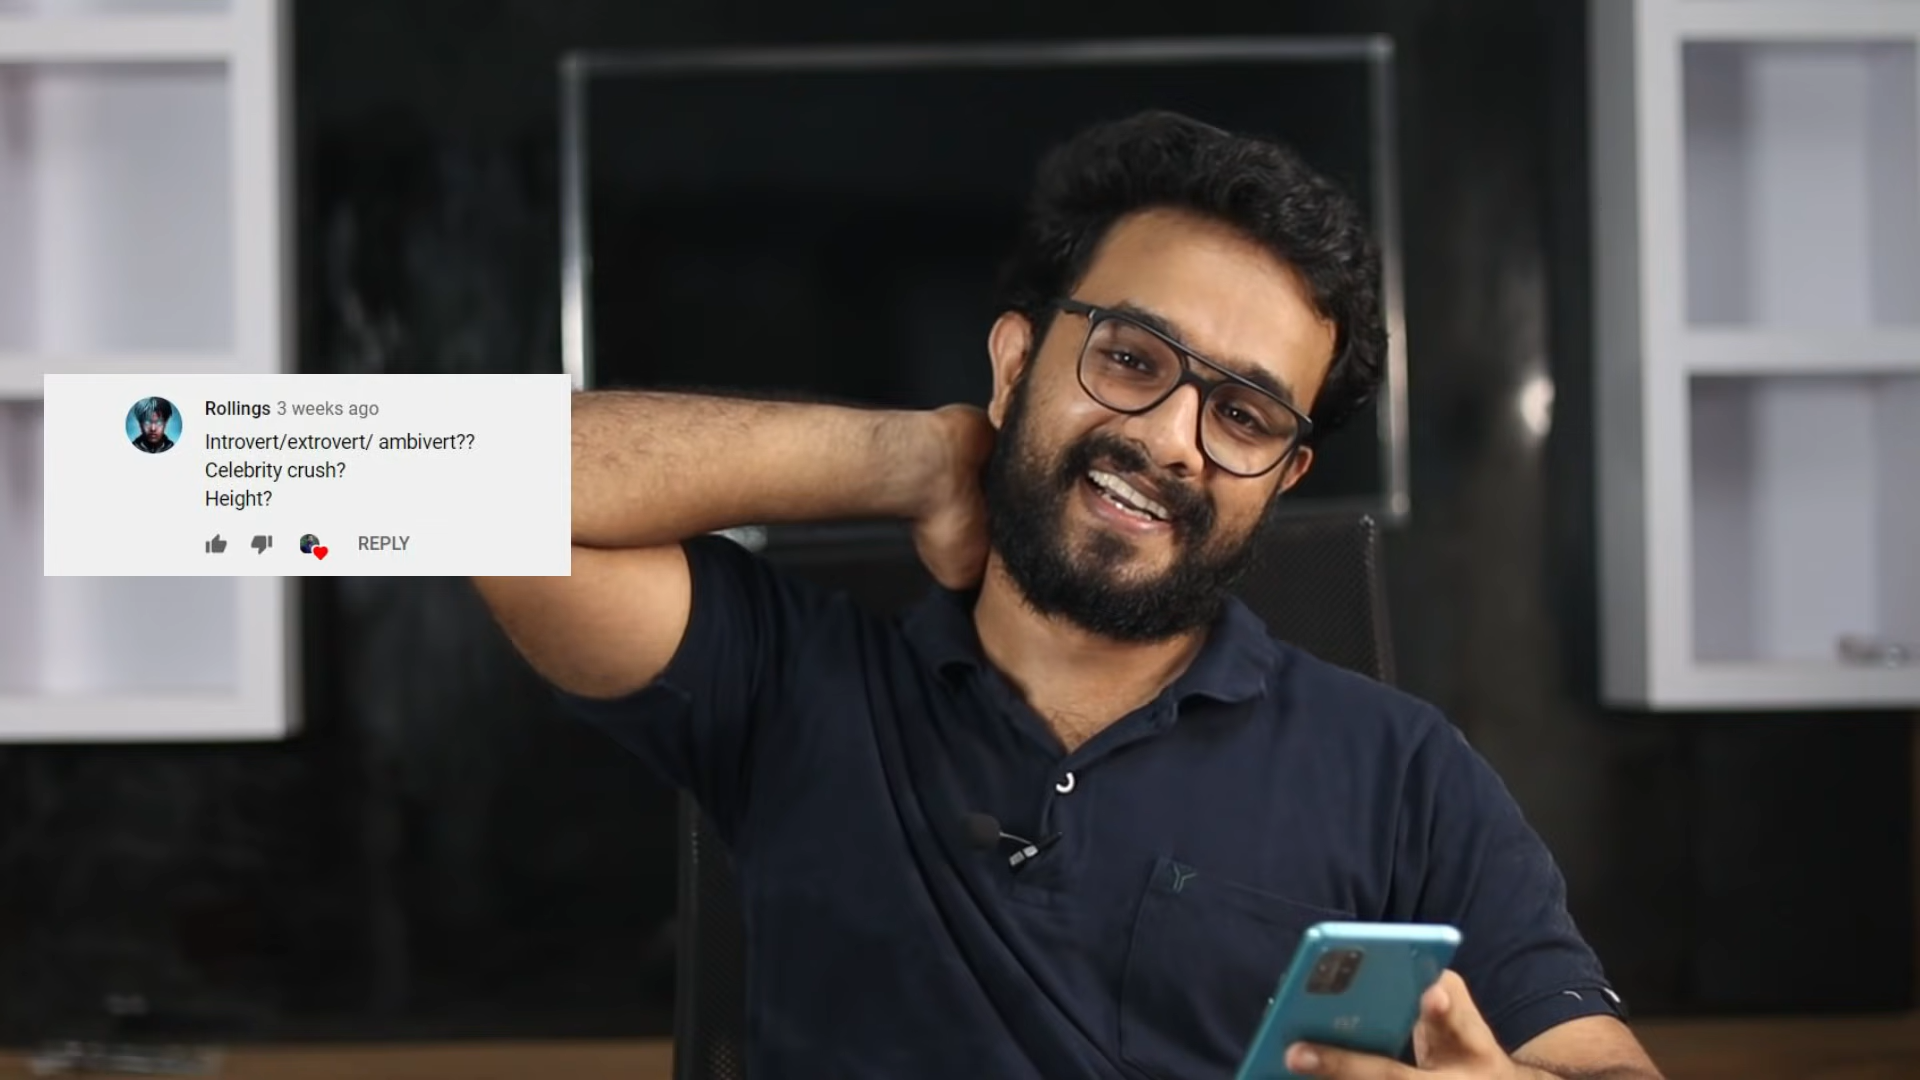 Rollings 3 weeks ago
Introvert/extrovert/ ambivert??
Celebrity crush?
Height?
REPLY